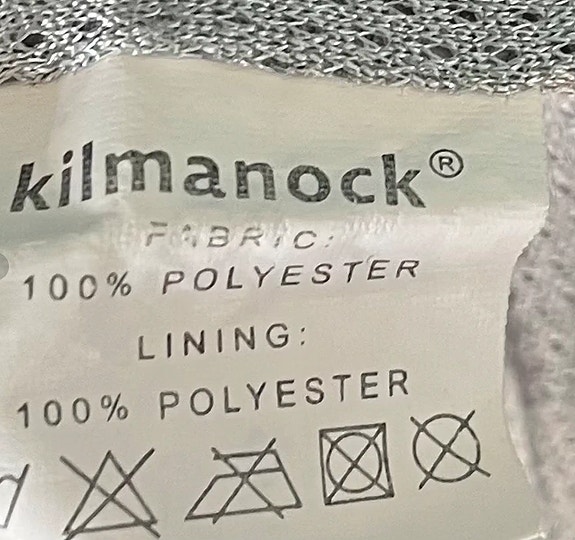 kilmanock®
FABRIC:
100% POLYESTER
LINING:
100% POLYESTER